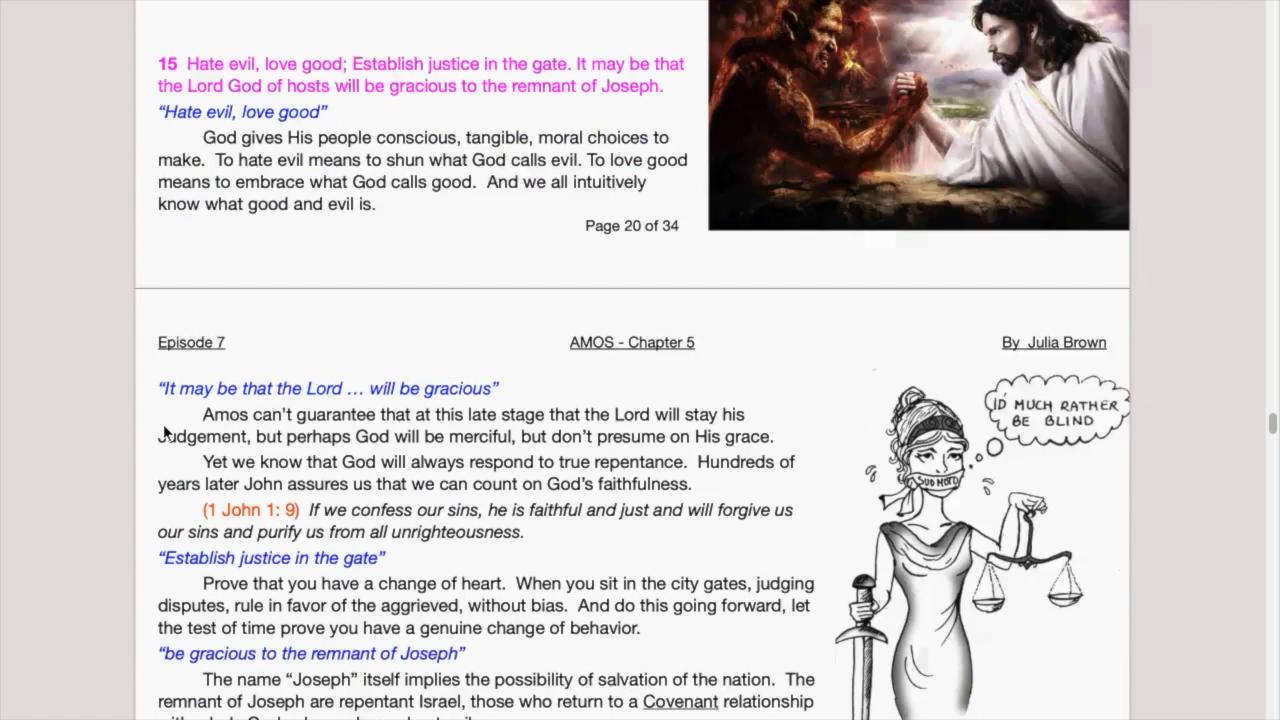 15 Hate evil, love good; Establish justice in the gate. It may be that
the Lord God of hosts will be gracious to the remnant of Joseph.
“Hate evil, love good”
God gives His people conscious, tangible, moral choices to
make. To hate evil means to shun what God calls evil. To love good
means to embrace what God calls good. And we all intuitively
know what good and evil is.
Page 20 of 34
Episode 7
AMOS - Chapter 5
By Julia Brown
“It may be that the Lord … will be gracious”
Amos can’t guarantee that at this late stage that the Lord will stay his
Judgement, but perhaps God will be merciful, but don’t presume on His grace.
Yet we know that God will always respond to true repentance. Hundreds of
years later John assures us that we can count on God’s faithfulness.
(1 John 1: 9) If we confess our sins, he is faithful and just and will forgive us
our sins and purify us from all unrighteousness.
“Establish justice in the gate”
Prove that you have a change of heart. When you sit in the city gates, judging
disputes, rule in favor of the aggrieved, without bias. And do this going forward, let
the test of time prove you have a genuine change of behavior.
“be gracious to the remnant of Joseph”
The name “Joseph” itself implies the possibility of salvation of the nation. The
remnant of Joseph are repentant Israel, those who return to a Covenant relationship
I'D MUCH RATHER
BE BLIND
SUO MOTO